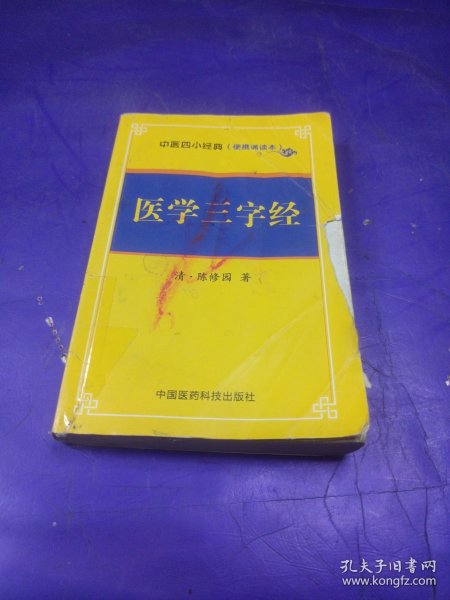 中医四小经典（便携诵读本）
医学三字经
清·陈修园 著
中国医药科技出版社
孔夫子旧书网
www.kongfz.com